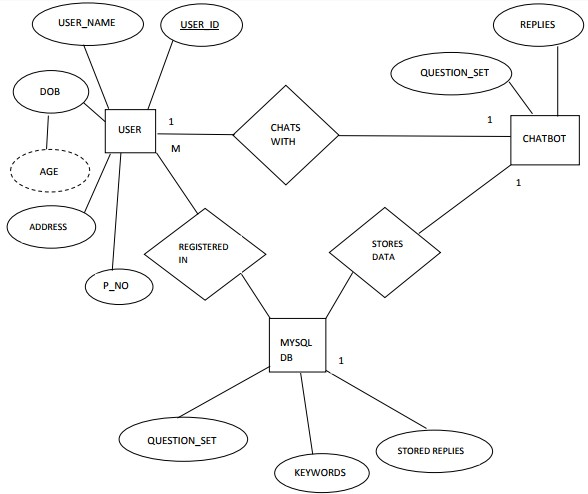 USER_NAME
USER_ID
REPLIES
QUESTION_SET
DOB
1
1
USER
CHATS
WITH
CHATBOT
M
AGE
1
ADDRESS
REGISTERED
IN
STORES
DATA
P_NO
MYSQL
DB
1
QUESTION_SET
STORED REPLIES
KEYWORDS